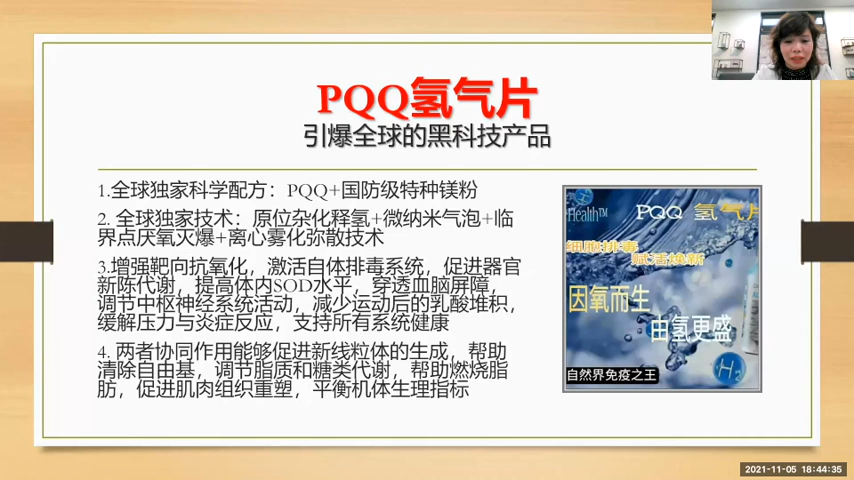 PQQ氢气片
引爆全球的黑科技产品
1.全球独家科学配方：PQQ+国防级特种镁粉
2. 全球独家技术：原位杂化释氢+微纳米气泡+临
界点厌氧灭爆+离心雾化弥散技术
3.增强靶向抗氧化，激活自体排毒系统，促进器官
新陈代谢，提高体内SOD水平，穿透血脑屏障，
调节中枢神经系统活动，减少运动后的乳酸堆积，
缓解压力与炎症反应，支持所有系统健康
4. 两者协同作用能够促进新线粒体的生成，帮助
清除自由基，调节脂质和糖类代谢，帮助燃烧脂
肪，促进肌肉组织重塑，平衡机体生理指标
Health™
PQQ 氢气片
细胞排毒
赋活焕新
因氧而生
由氢更盛
自然界免疫之王
H2
2021-11-05 18:44:35